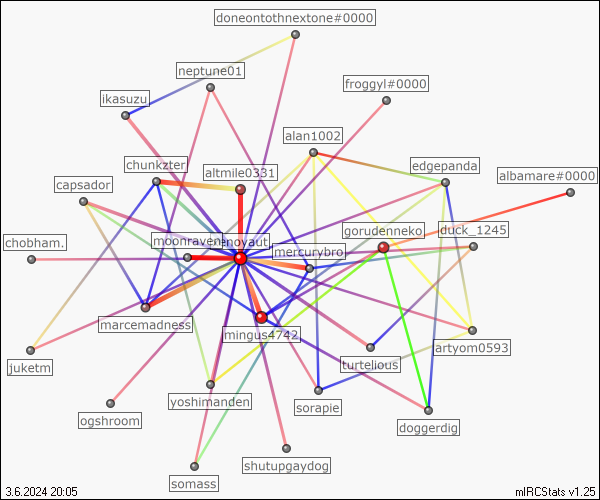 doneontothnextone#0000
neptune01
froggyl#0000
ikasuzu
alan1002
chunkzter
edgepanda
altmile0331
albamare#0000
capsador
gorudenneko.
duck_1245
chobham.
moonraven
mercurybro
marcemadness
mingus4742
artyom0593
turtelious
juketm
yoshimanden
sorapie
ogshroom
doggerdig
shutupgaydog
somass
3.6.2024 20:05
mIRCStats v1.25